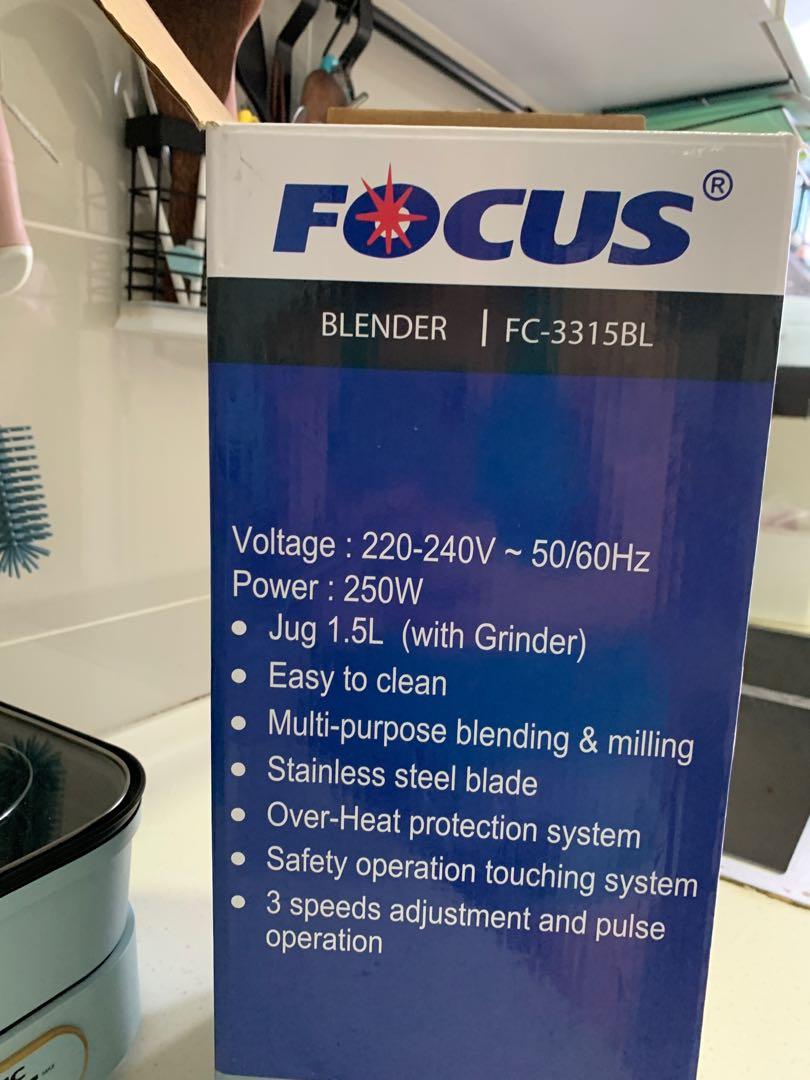 FOCUS®
BLENDER | FC-3315BL
Voltage : 220-240V ~ 50/60Hz
Power : 250W
• Jug 1.5L (with Grinder)
• Easy to clean
• Multi-purpose blending & milling
• Stainless steel blade
• Over-Heat protection system
• Safety operation touching system
• 3 speeds adjustment and pulse
operation